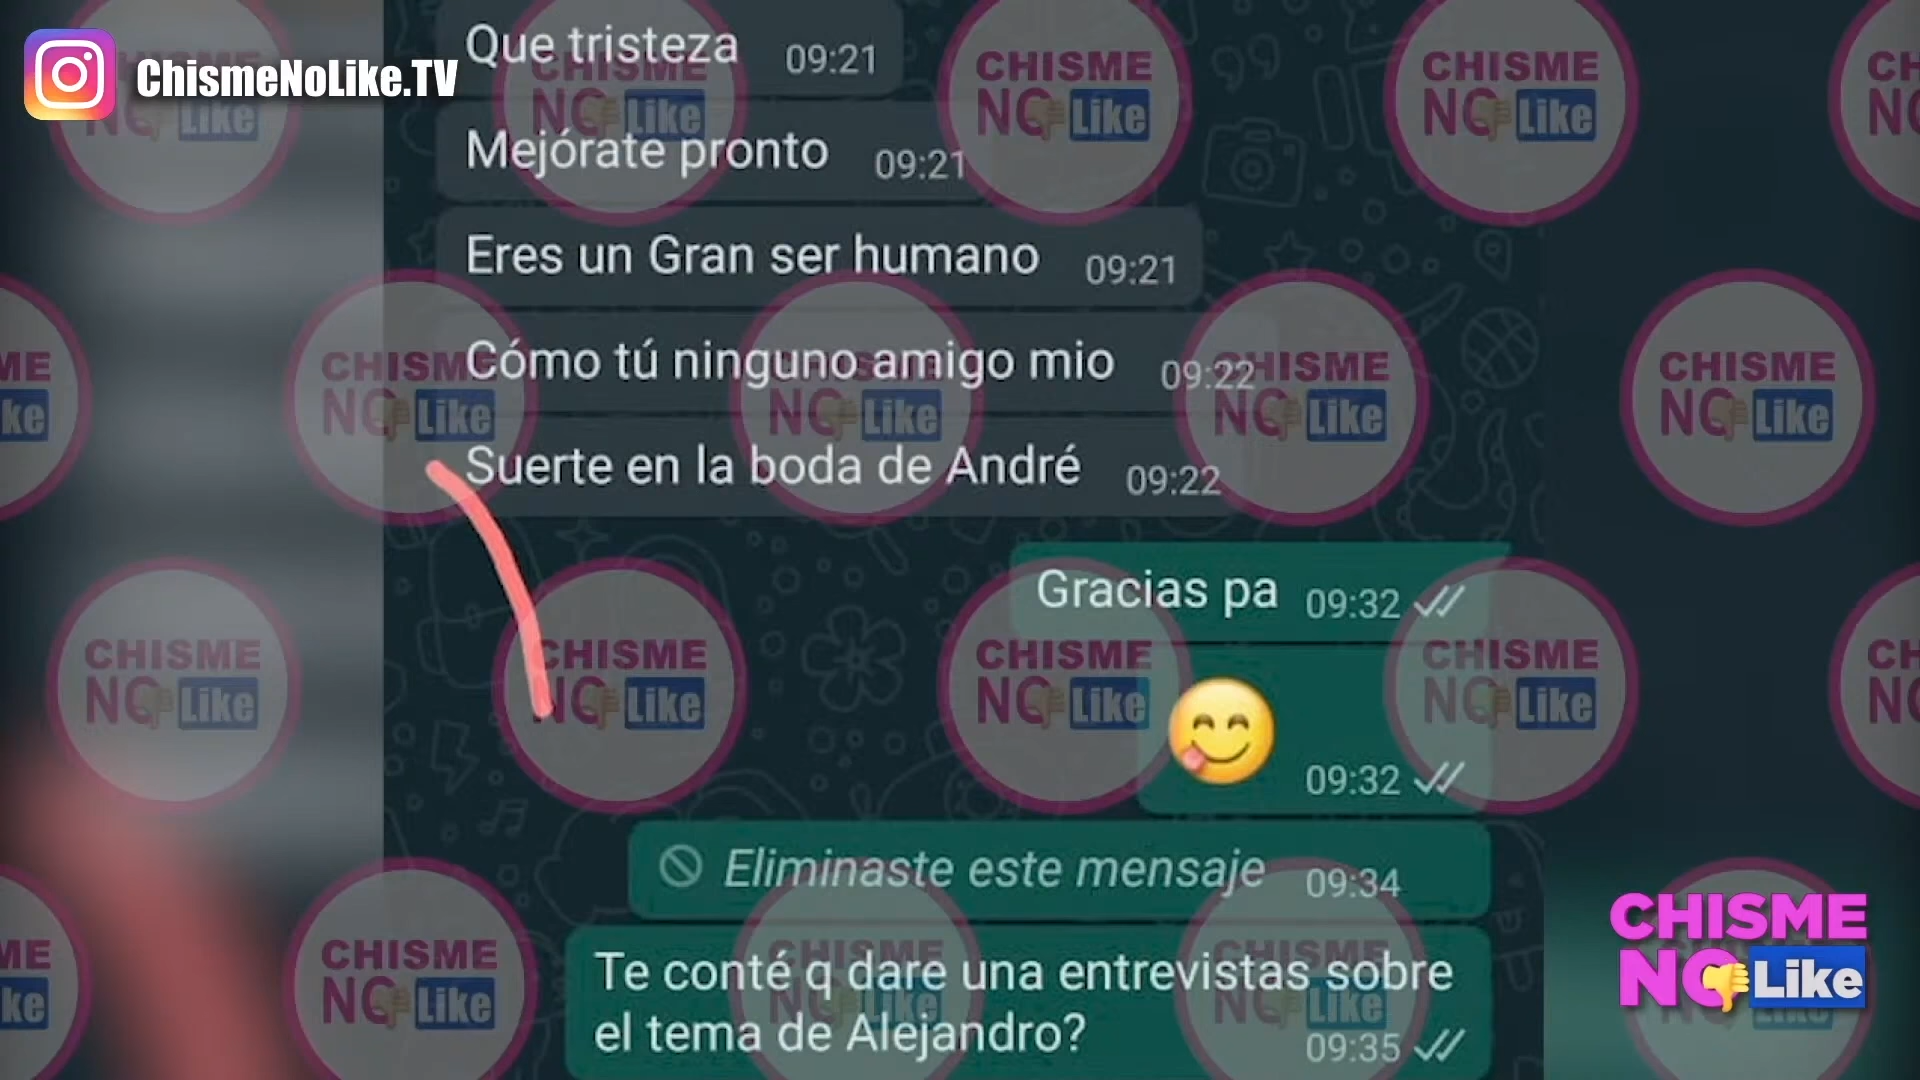 ChismeNoLike.TV
Que tristeza 09:21
Mejórate pronto 09:21
Eres un Gran ser humano 09:21
Cómo tú ninguno amigo mio 09:22
Suerte en la boda de André 09:22
Gracias pa 09:32
09:32
Eliminaste este mensaje 09:34
Te conté q dare una entrevistas sobre
el tema de Alejandro? 09:35
CHISME
NO Like